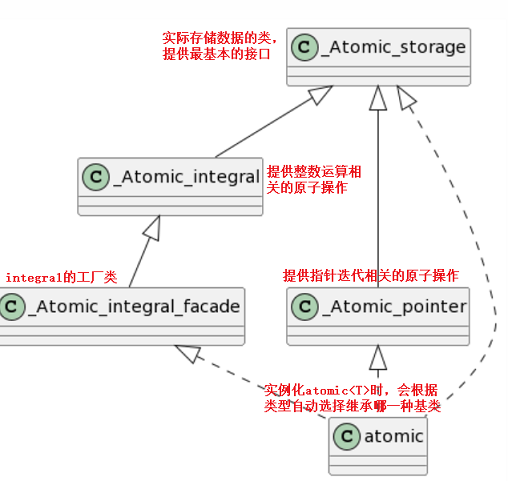 实际存储数据的类，
提供最基本的接口
C _Atomic_storage
C _Atomic_integral
提供整数运算相
关的原子操作
integral的工厂类
提供指针迭代相关的原子操作
C _Atomic_integral_facade
C _Atomic_pointer
实例化atomic<T>时，会根据
类型自动选择继承哪一种基类
C atomic